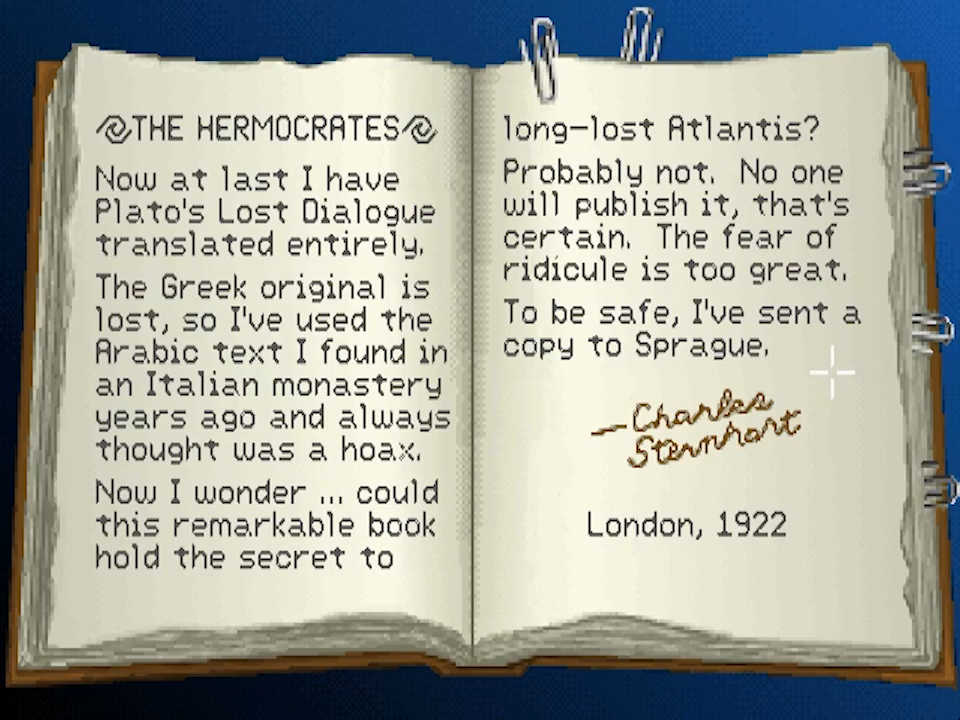 THE HERMOCRATES
Now at last I have
Plato's Lost Dialogue
translated entirely.
The Greek original is
lost, so I've used the
Arabic text I found in
an Italian monastery
years ago and always
thought was a hoax.
Now I wonder ... could
this remarkable book
hold the secret to
long-lost Atlantis?
Probably not.  No one
will publish it, that's
certain.  The fear of
ridicule is too great.
To be safe, I've sent a
copy to Sprague.
—Charles
Sternhart
London, 1922